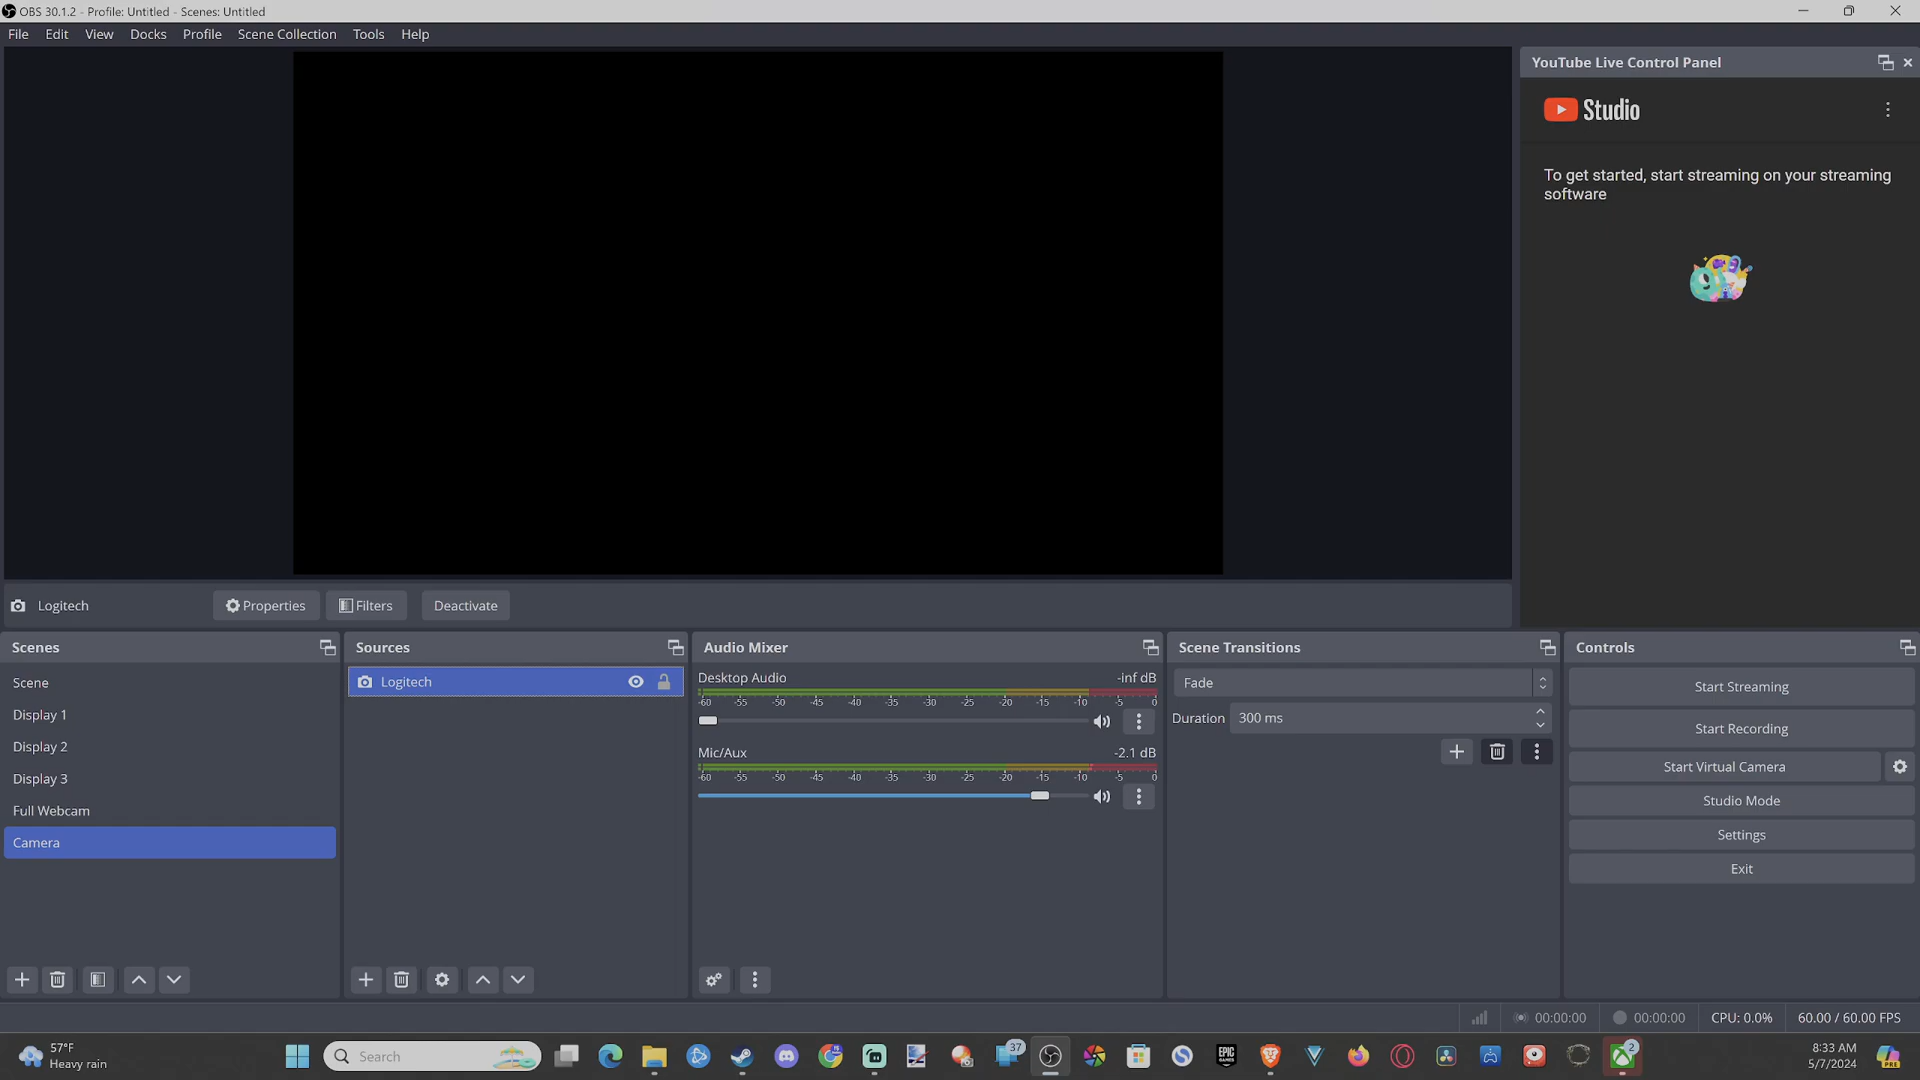 OBS 30.1.2 - Profile: Untitled - Scenes: Untitled
File Edit View Docks Profile Scene Collection Tools Help
YouTube Live Control Panel
Studio
To get started, start streaming on your streaming
software
Logitech Properties Filters Deactivate
Scenes
Scene
Display 1
Display 2
Display 3
Full Webcam
Camera
Sources
Logitech
Audio Mixer
Desktop Audio -inf dB
-60 -55 -50 -45 -40 -35 -30 -25 -20 -15 -10 -5 0
Mic/Aux -2.1 dB
-60 -55 -50 -45 -40 -35 -30 -25 -20 -15 -10 -5 0
Scene Transitions
Fade
Duration 300 ms
Controls
Start Streaming
Start Recording
Start Virtual Camera
Studio Mode
Settings
Exit
00:00:00 00:00:00 CPU: 0.0% 60.00 / 60.00 FPS
57°F
Heavy rain
Search
37
EPIC
GAMES
2
8:33 AM
5/7/2024
PRE